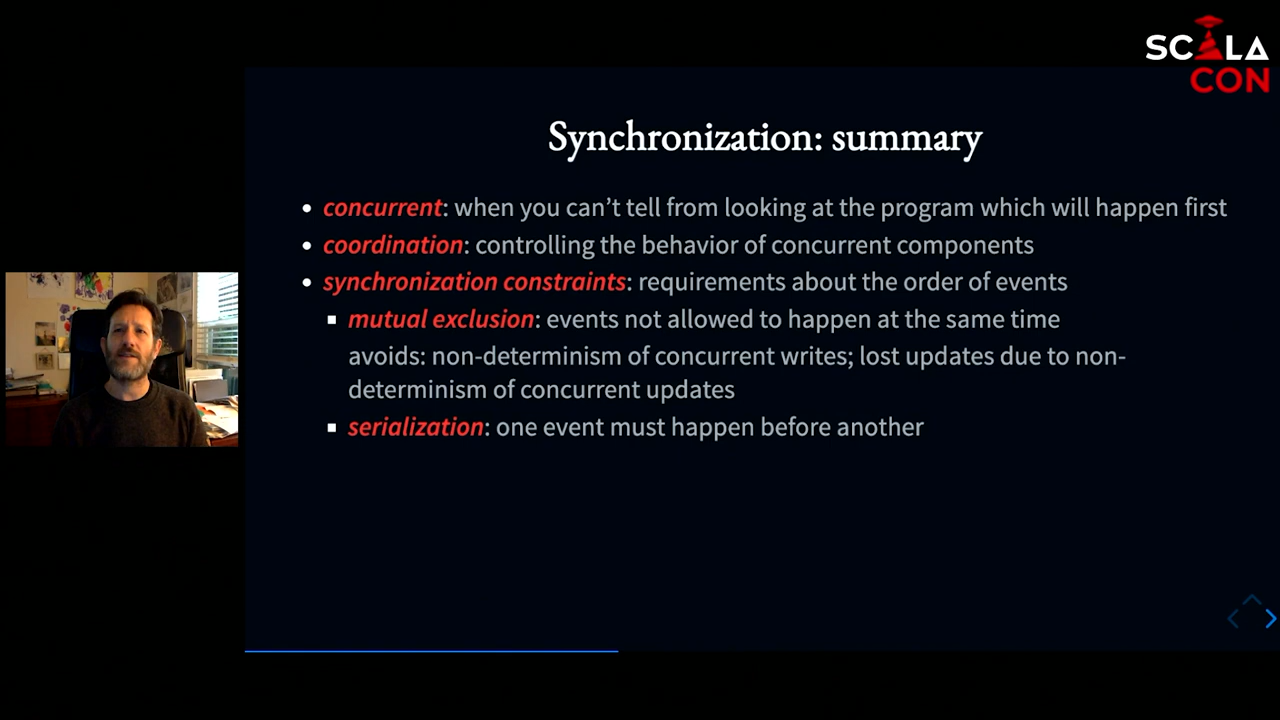 SCALA
CON
Synchronization: summary
• concurrent: when you can’t tell from looking at the program which will happen first
• coordination: controlling the behavior of concurrent components
• synchronization constraints: requirements about the order of events
▪ mutual exclusion: events not allowed to happen at the same time
avoids: non-determinism of concurrent writes; lost updates due to non-
determinism of concurrent updates
▪ serialization: one event must happen before another